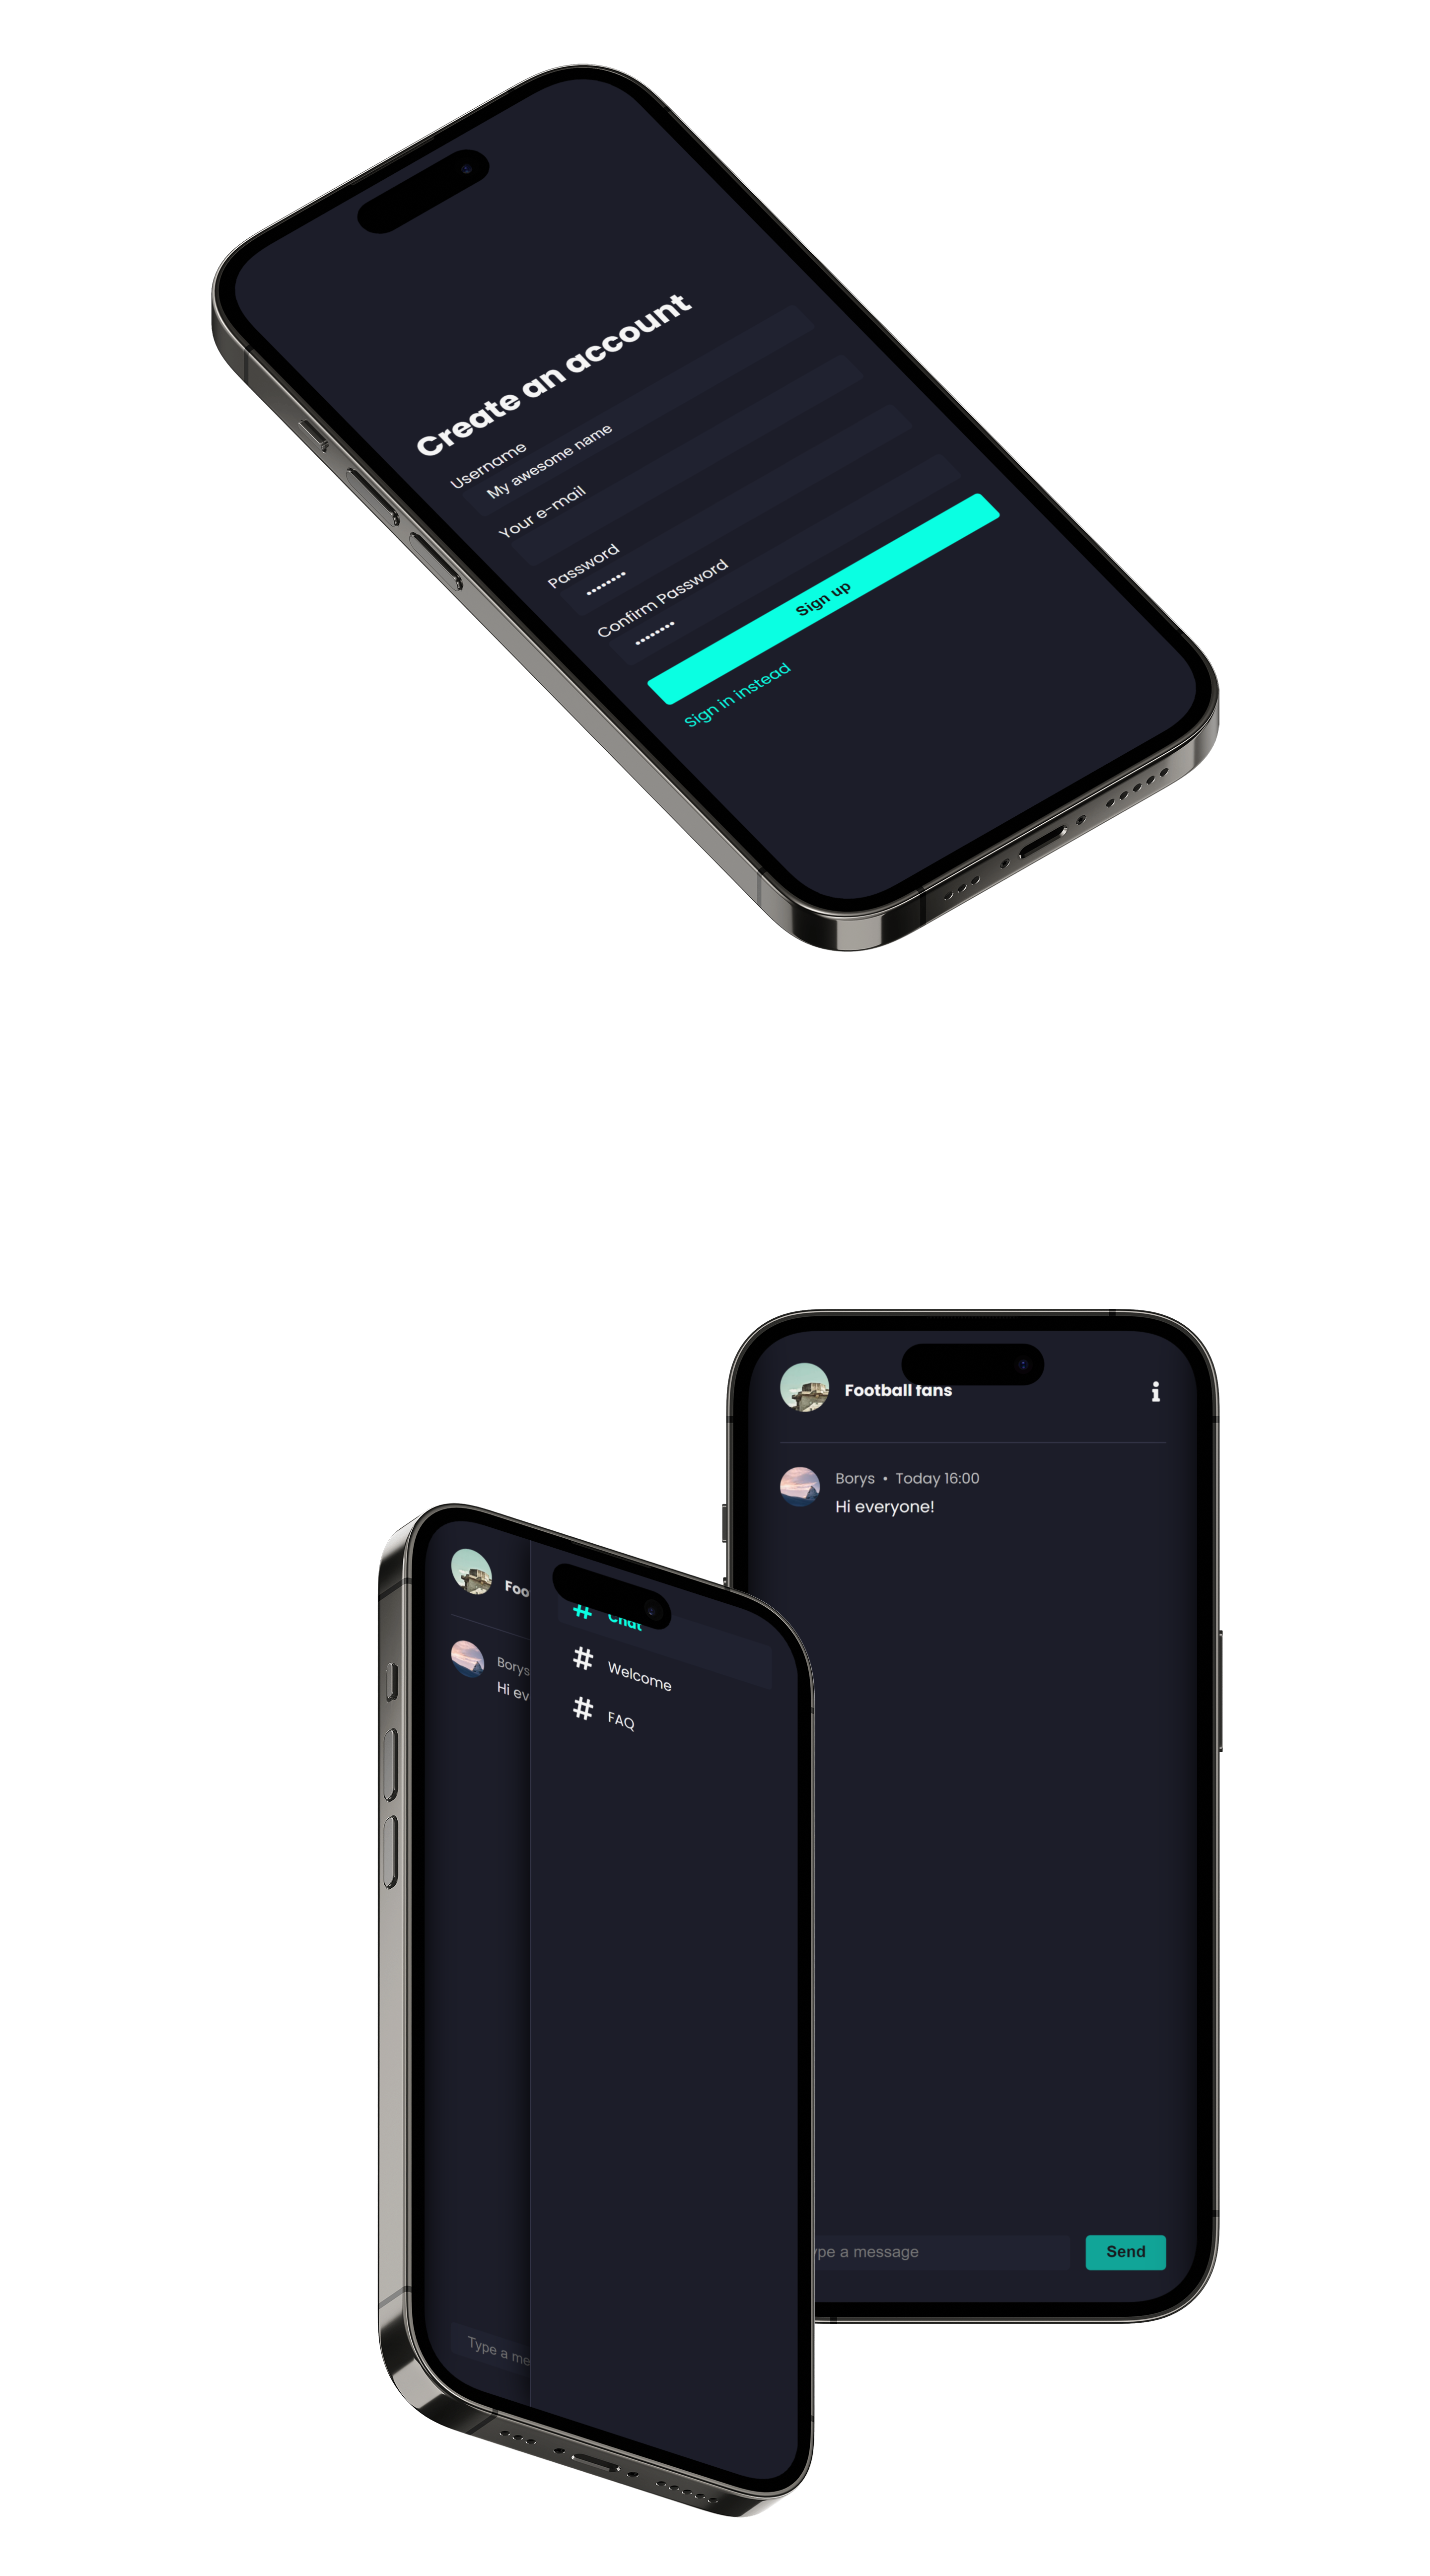 Create an account
Username
My awesome name
Your e-mail
Password
Confirm Password
Sign up
Sign in instead
Football fans
Borys • Today 16:00
Hi everyone!
ype a message
Send
Foo
Borys
Hi ev
Type a me
# Chat
# Welcome
# FAQ